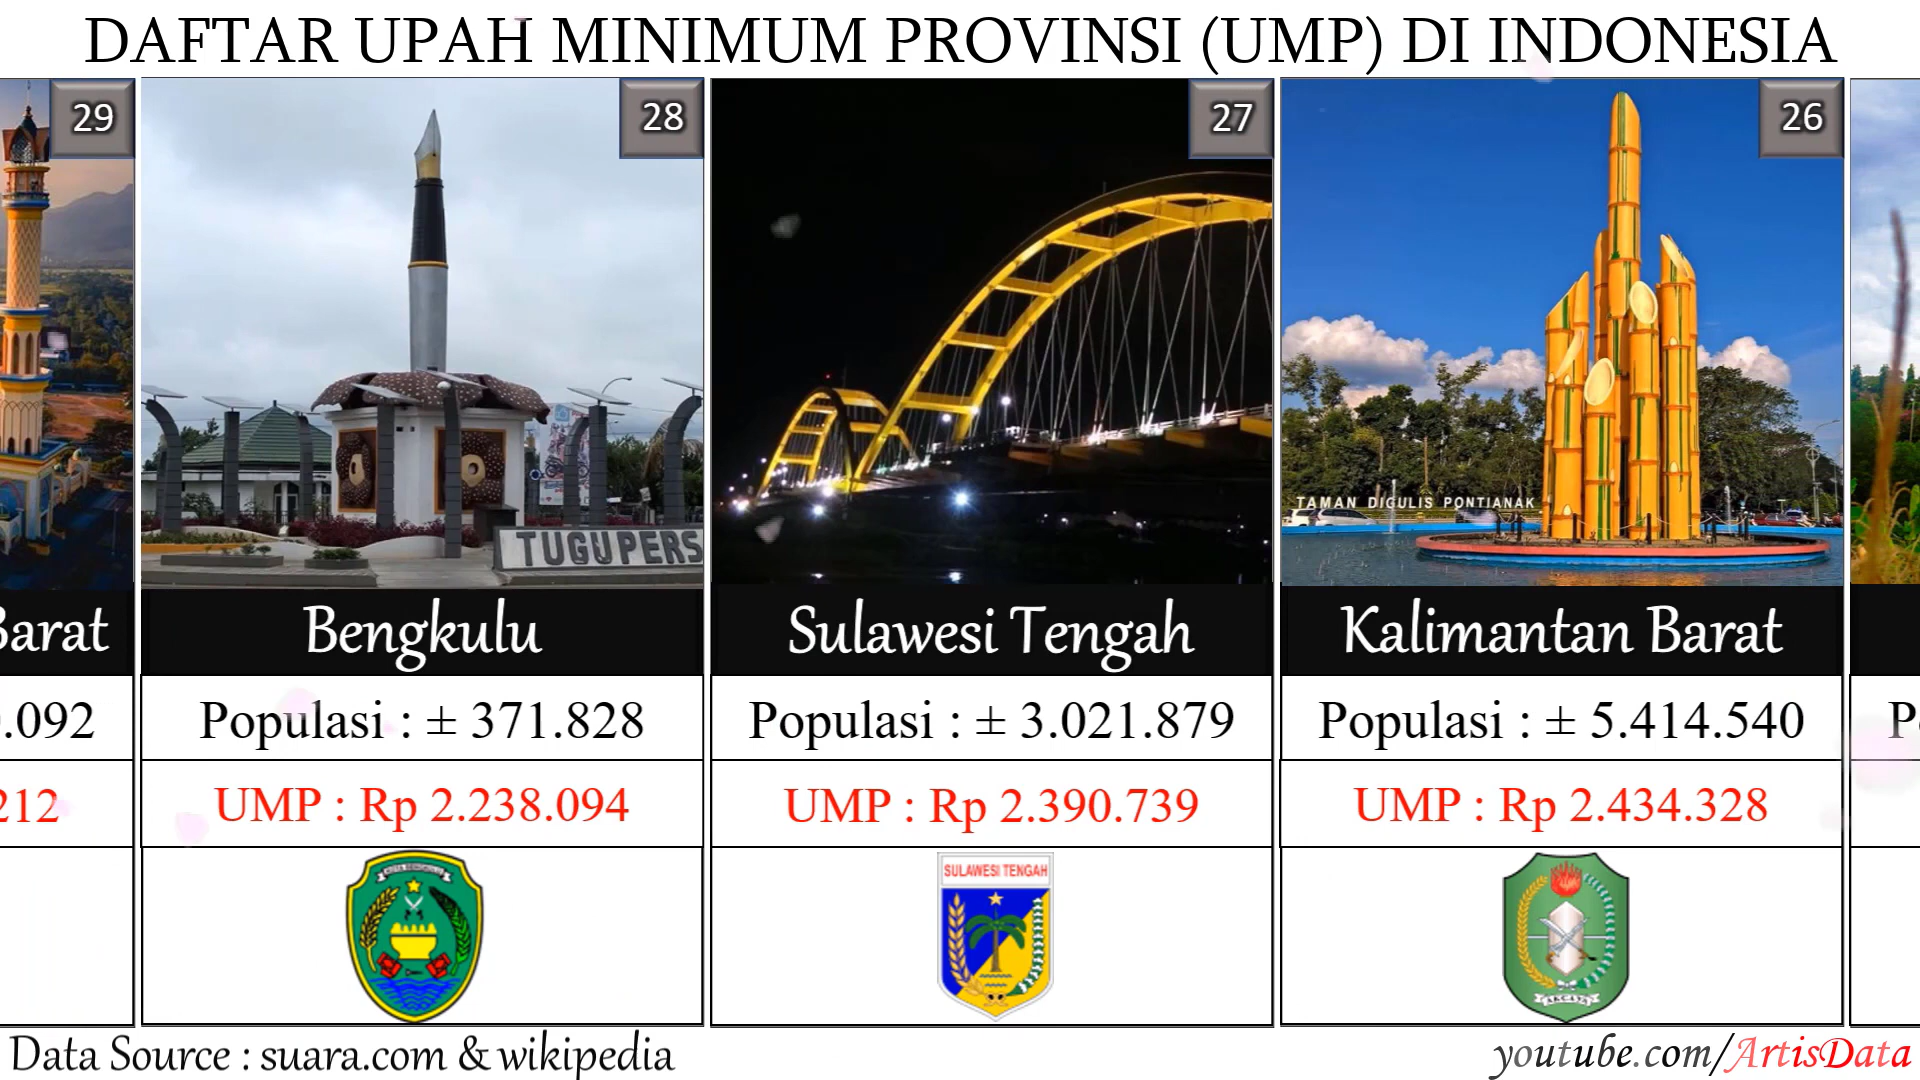 DAFTAR UPAH MINIMUM PROVINSI (UMP) DI INDONESIA
29
28
27
26
TUGU PERS
TAMAN DIGULIS PONTIANAK
Barat
Bengkulu
Sulawesi Tengah
Kalimantan Barat
.092
Populasi : ± 371.828
Populasi : ± 3.021.879
Populasi : ± 5.414.540
P
212
UMP : Rp 2.238.094
UMP : Rp 2.390.739
UMP : Rp 2.434.328
KOTA BENGKULU
SULAWESI TENGAH
AKCAYA
Data Source : suara.com & wikipedia
youtube.com/ArtisData